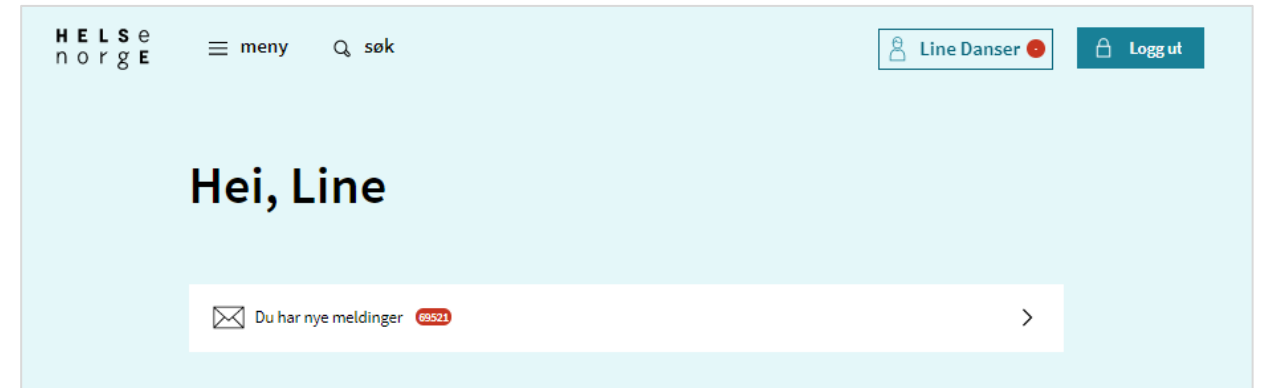 HELSe
norgE
meny
søk
Line Danser
Logg ut
Hei, Line
Du har nye meldinger 69521